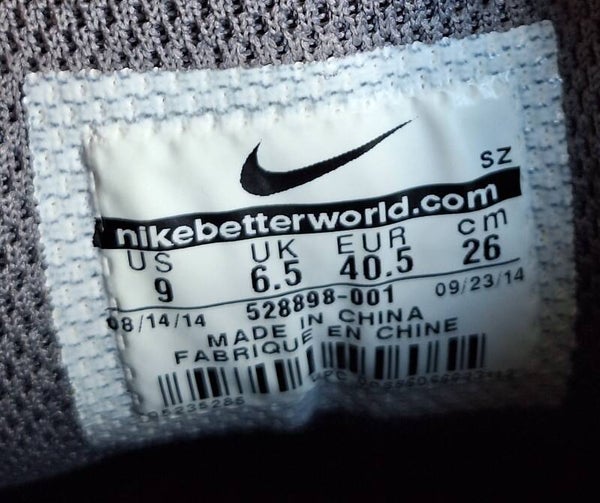 SZ
nikebetterworld.com
US UK EUR cm
9 6.5 40.5 26
08/14/14 528898-001 09/23/14
MADE IN CHINA
FABRIQUE EN CHINE
UPC